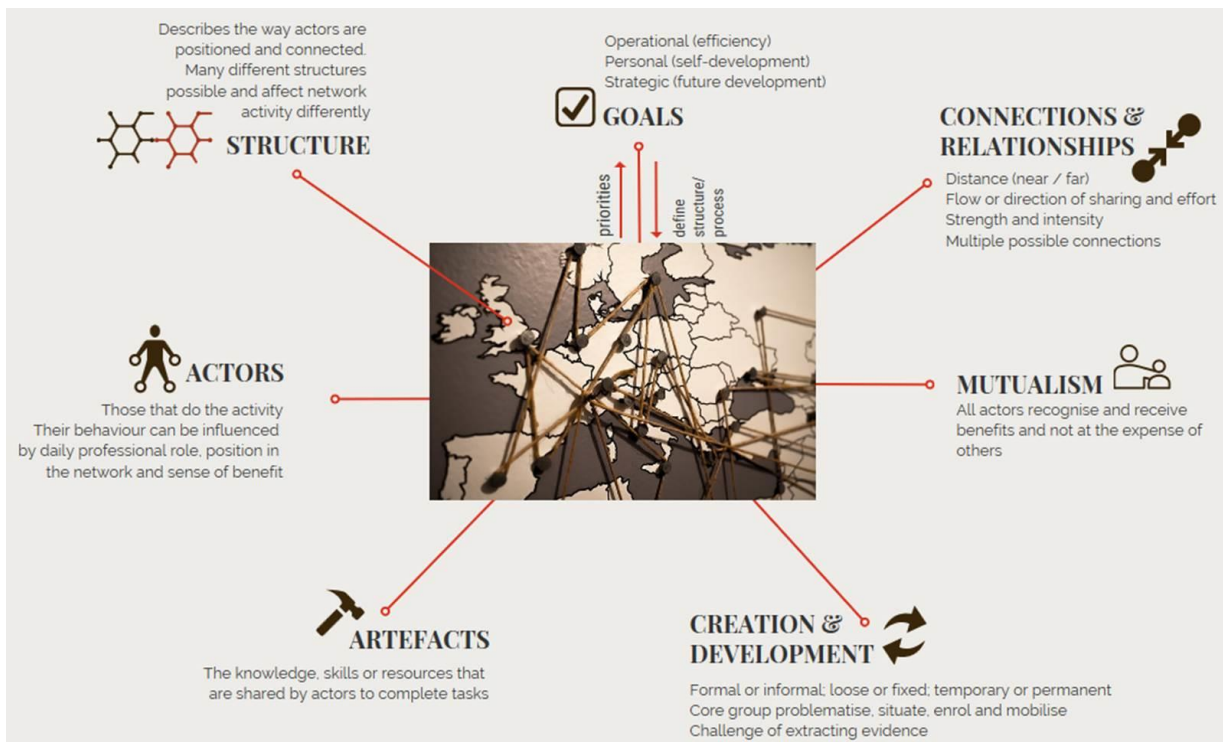 Describes the way actors are
positioned and connected.
Many different structures
possible and affect network
activity differently
STRUCTURE
Operational (efficiency)
Personal (self-development)
Strategic (future development)
GOALS
priorities
define
structure/
process
CONNECTIONS &
RELATIONSHIPS
Distance (near / far)
Flow or direction of sharing and effort
Strength and intensity
Multiple possible connections
ACTORS
Those that do the activity
Their behaviour can be influenced
by daily professional role, position in
the network and sense of benefit
MUTUALISM
All actors recognise and receive
benefits and not at the expense of
others
ARTEFACTS
The knowledge, skills or resources that
are shared by actors to complete tasks
CREATION &
DEVELOPMENT
Formal or informal; loose or fixed; temporary or permanent
Core group problematise, situate, enrol and mobilise
Challenge of extracting evidence